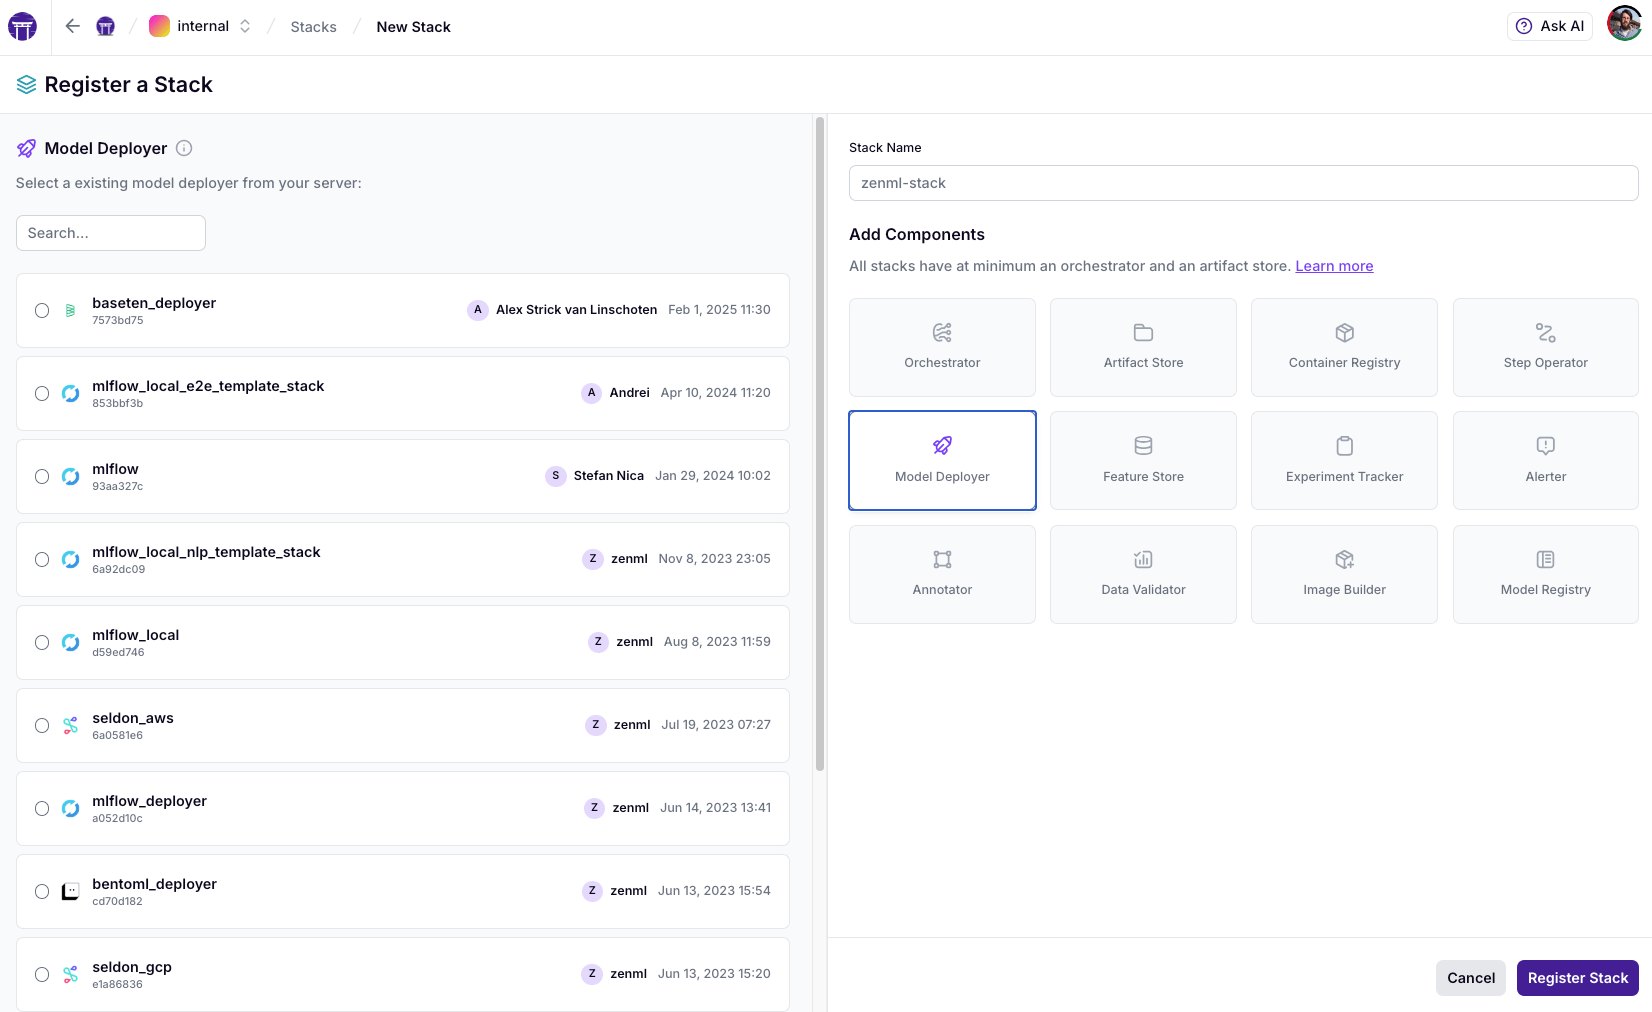 internal
Stacks
New Stack
Ask AI
Register a Stack
Model Deployer
Select a existing model deployer from your server:
Search...
baseten_deployer
7573bd75
A Alex Strick van Linschoten Feb 1, 2025 11:30
mlflow_local_e2e_template_stack
853bbf3b
A Andrei Apr 10, 2024 11:20
mlflow
93aa327c
S Stefan Nica Jan 29, 2024 10:02
mlflow_local_nlp_template_stack
6a92dc09
Z zenml Nov 8, 2023 23:05
mlflow_local
d59ed746
Z zenml Aug 8, 2023 11:59
seldon_aws
6a0581e6
Z zenml Jul 19, 2023 07:27
mlflow_deployer
a052d10c
Z zenml Jun 14, 2023 13:41
bentoml_deployer
cd70d182
Z zenml Jun 13, 2023 15:54
seldon_gcp
e1a86836
Z zenml Jun 13, 2023 15:20
Stack Name
zenml-stack
Add Components
All stacks have at minimum an orchestrator and an artifact store. Learn more
Orchestrator
Artifact Store
Container Registry
Step Operator
Model Deployer
Feature Store
Experiment Tracker
Alerter
Annotator
Data Validator
Image Builder
Model Registry
Cancel
Register Stack